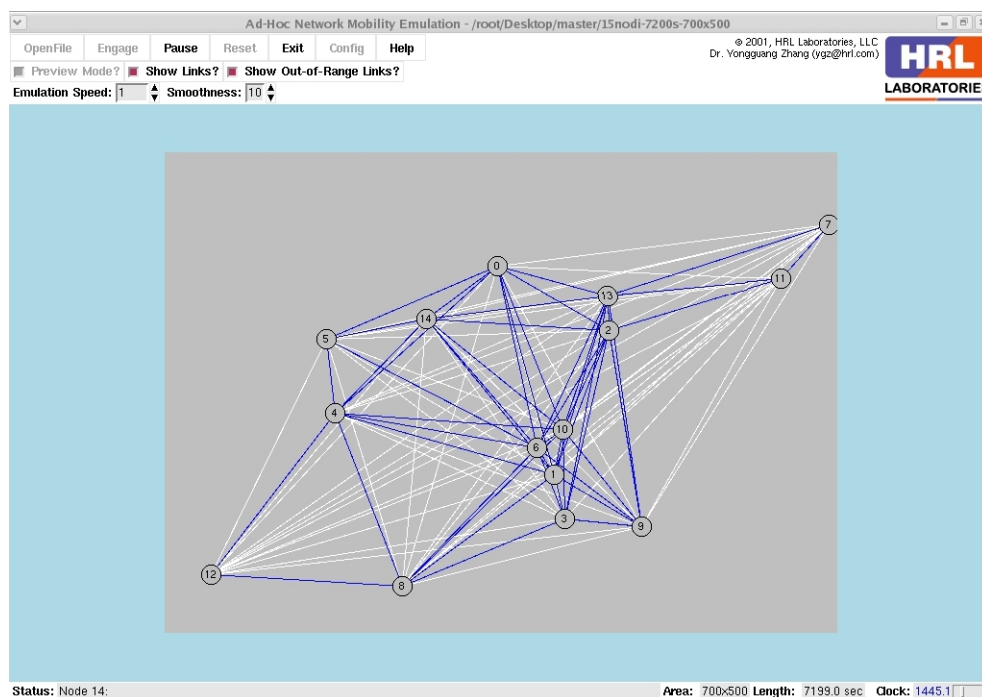 Ad-Hoc Network Mobility Emulation - /root/Desktop/master/15nodi-7200s-700x500
OpenFile Engage Pause Reset Exit Config Help
© 2001, HRL Laboratories, LLC
Dr. Yongguang Zhang (ygz@hrl.com)
HRL
LABORATORIES
Preview Mode? Show Links? Show Out-of-Range Links?
Emulation Speed: 1 Smoothness: 10
7
0
11
13
14
2
5
4
10
6
1
3
9
12
8
Status: Node 14: Area: 700x500 Length: 7199.0 sec Clock: 1445.1